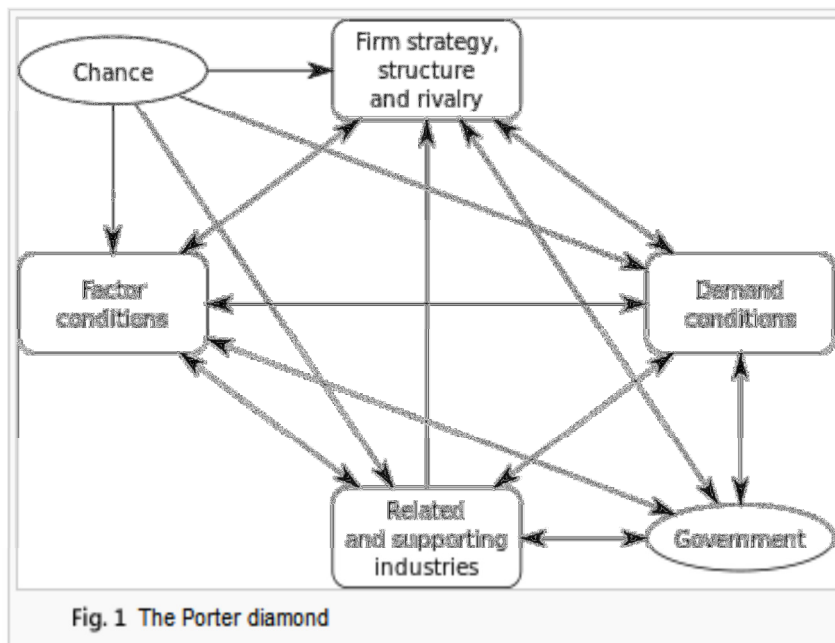 Chance
Firm strategy,
structure
and rivalry
Factor
conditions
Demand
conditions
Related
and supporting
industries
Government
Fig. 1 The Porter diamond